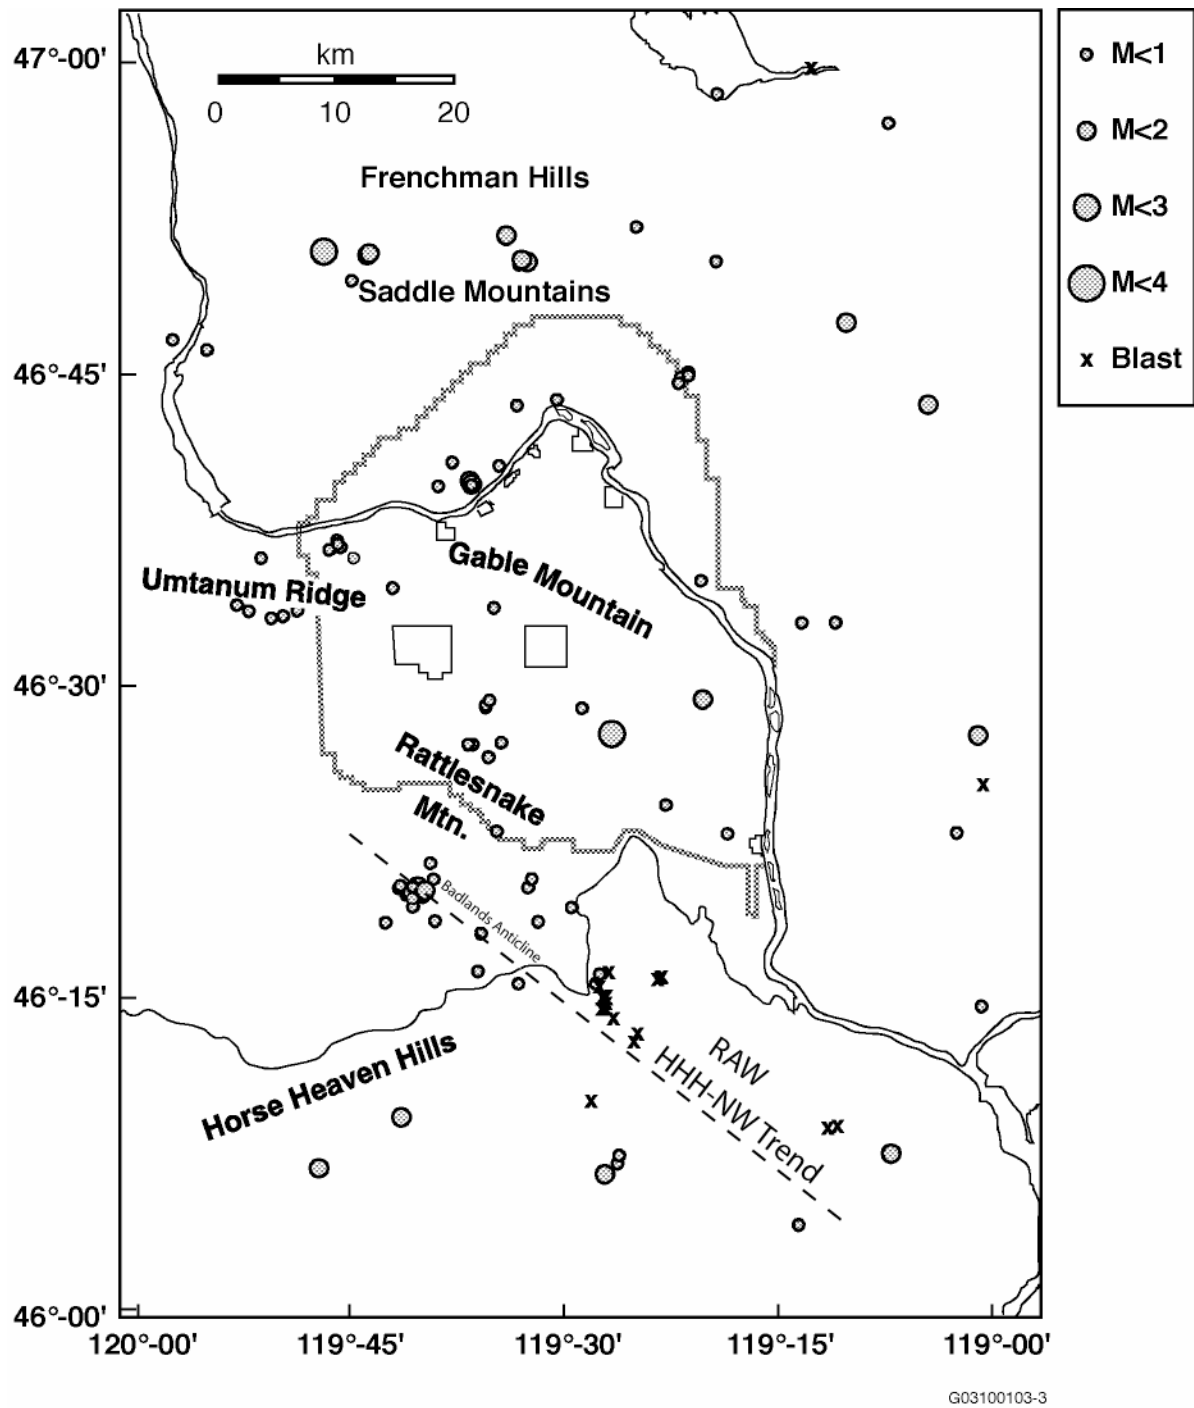 47°-00'
km
0 10 20
M<1
M<2
M<3
M<4
x Blast
Frenchman Hills
Saddle Mountains
46°-45'
Gable Mountain
Umtanum Ridge
46°-30'
Rattlesnake
Mtn.
Badlands Anticline
46°-15'
RAW
HHH-NW Trend
Horse Heaven Hills
46°-00'
120°-00' 119°-45' 119°-30' 119°-15' 119°-00'
G03100103-3